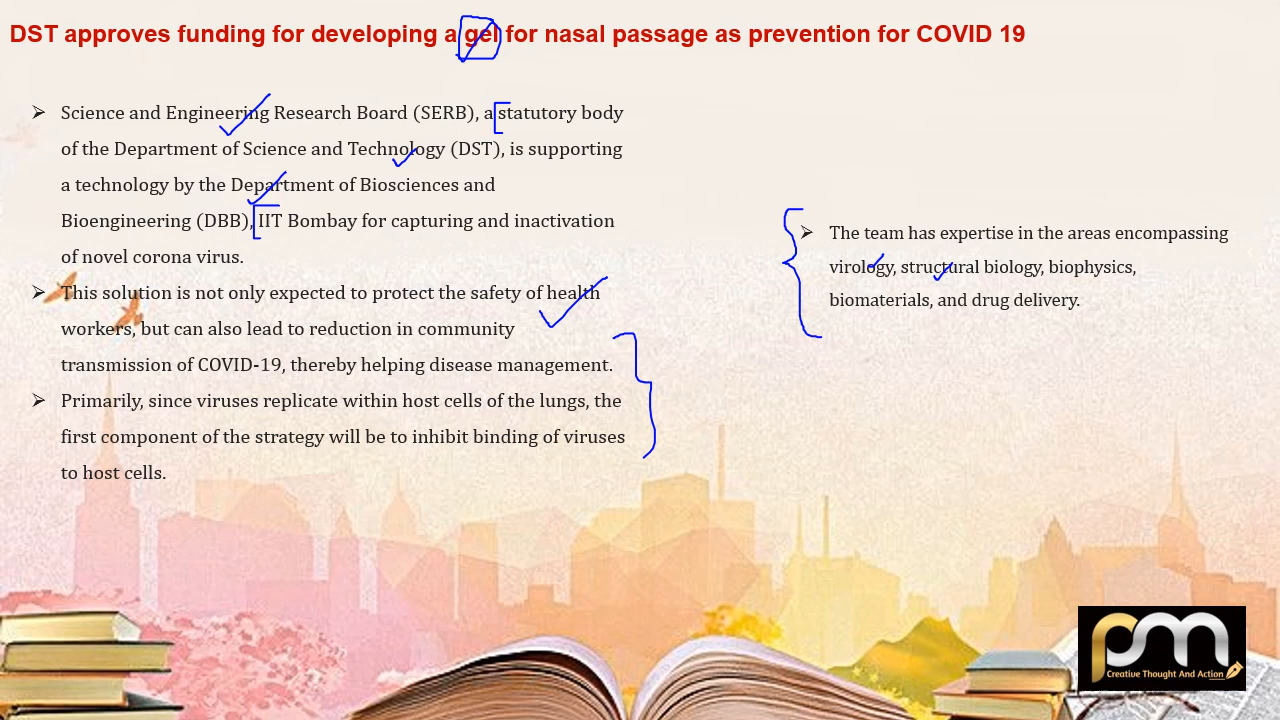 DST approves funding for developing a gel for nasal passage as prevention for COVID 19
➢ Science and Engineering Research Board (SERB), a statutory body
of the Department of Science and Technology (DST), is supporting
a technology by the Department of Biosciences and
Bioengineering (DBB), IIT Bombay for capturing and inactivation
of novel corona virus.
➢ This solution is not only expected to protect the safety of health
workers, but can also lead to reduction in community
transmission of COVID-19, thereby helping disease management.
➢ Primarily, since viruses replicate within host cells of the lungs, the
first component of the strategy will be to inhibit binding of viruses
to host cells.
➢ The team has expertise in the areas encompassing
virology, structural biology, biophysics,
biomaterials, and drug delivery.
pm
Creative Thought And Action